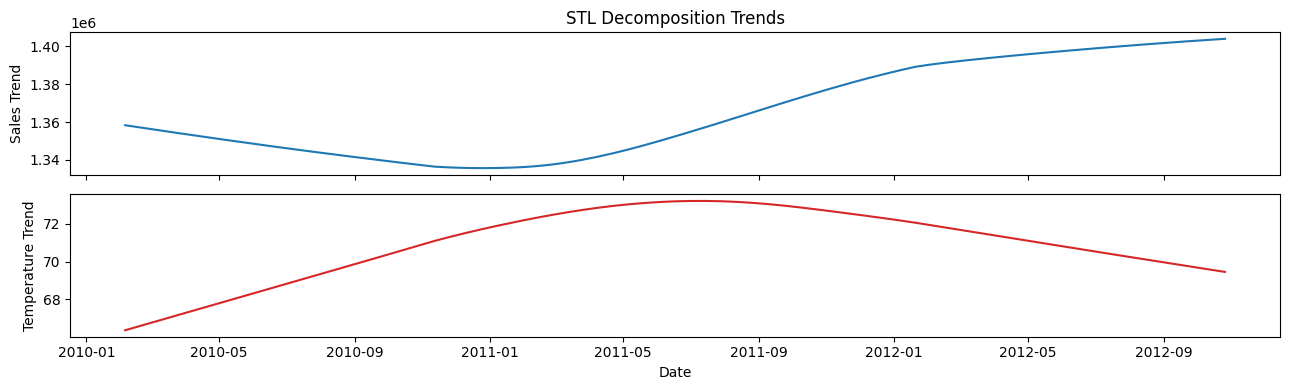 STL Decomposition Trends
1e6
Sales Trend
1.40
1.38
1.36
1.34
Temperature Trend
72
70
68
2010-01 2010-05 2010-09 2011-01 2011-05 2011-09 2012-01 2012-05 2012-09
Date